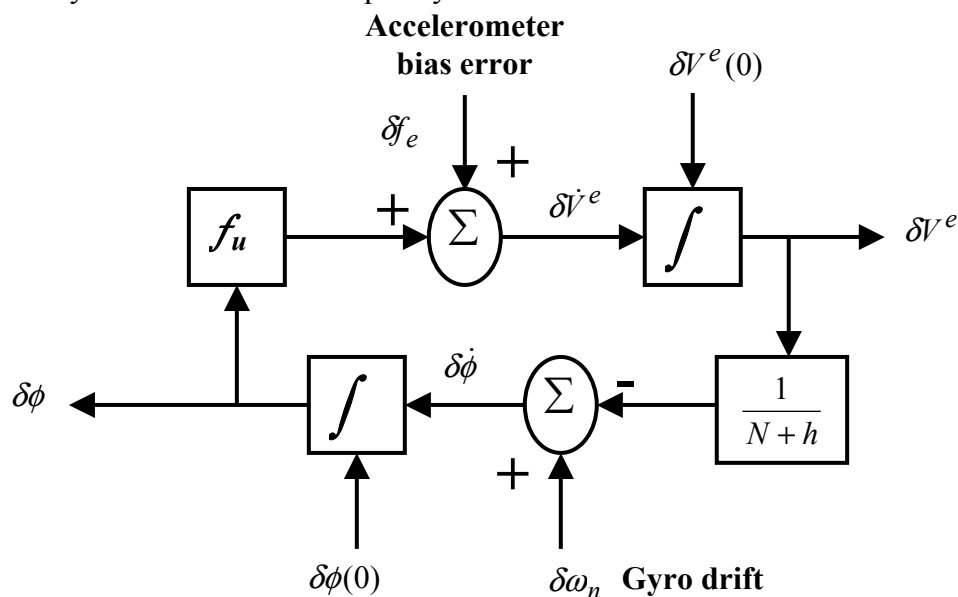 Accelerometer
bias error
δV^e(0)
δf_e
+
+
f_u
Σ
δV̇^e
∫
δV^e
δϕ
∫
δϕ̇
Σ
-
1
N + h
+
δϕ(0)
δω_n Gyro drift